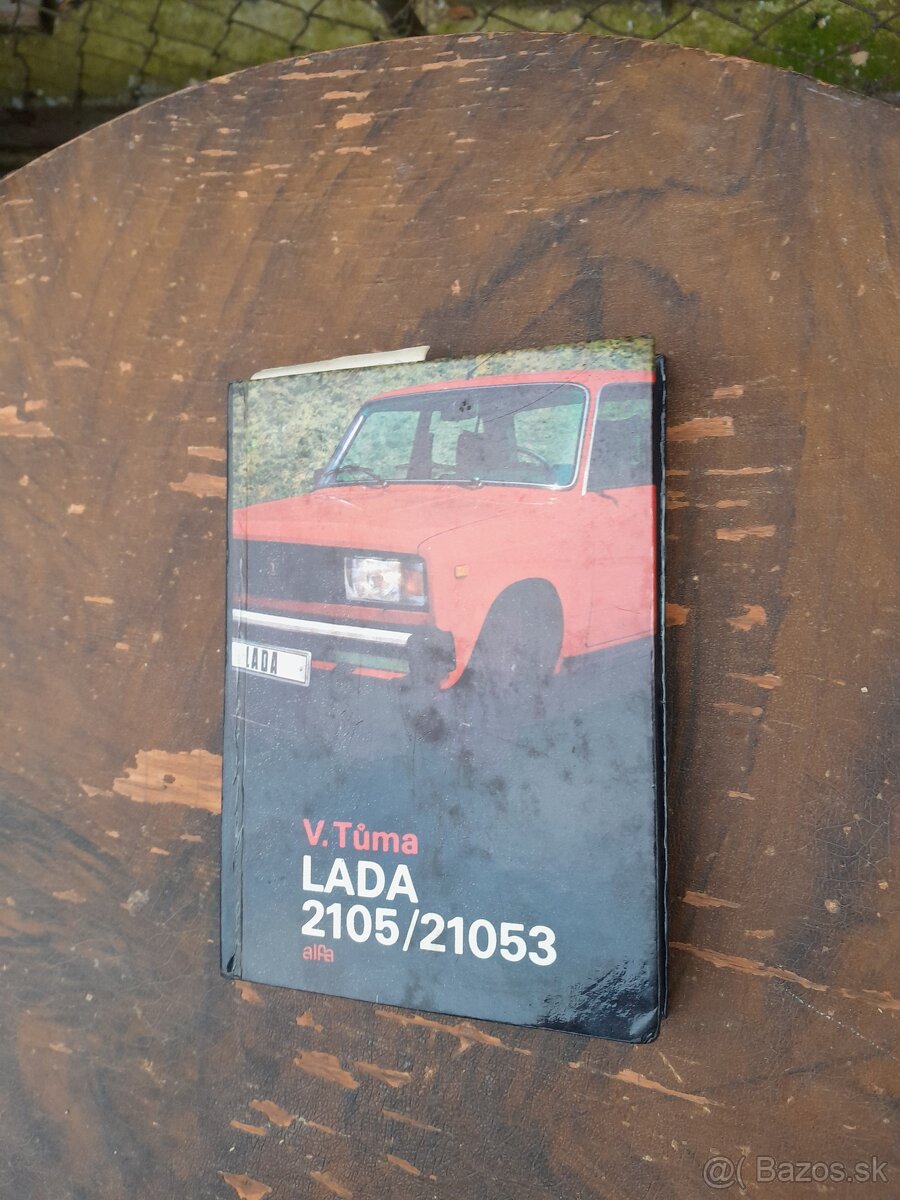 LADA
V. Tůma
LADA
2105/21053
alfa
@( Bazos.sk